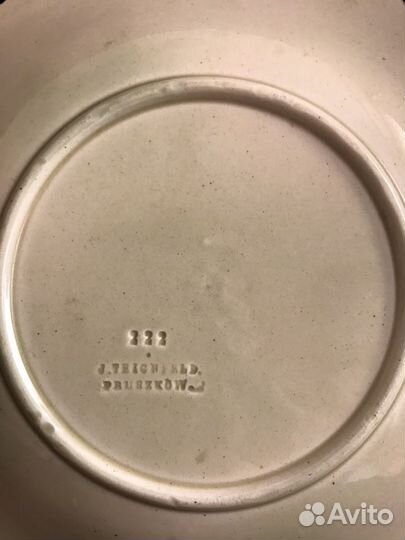 222
J. TEICHFELD.
PRUSZKÓW.
Avito